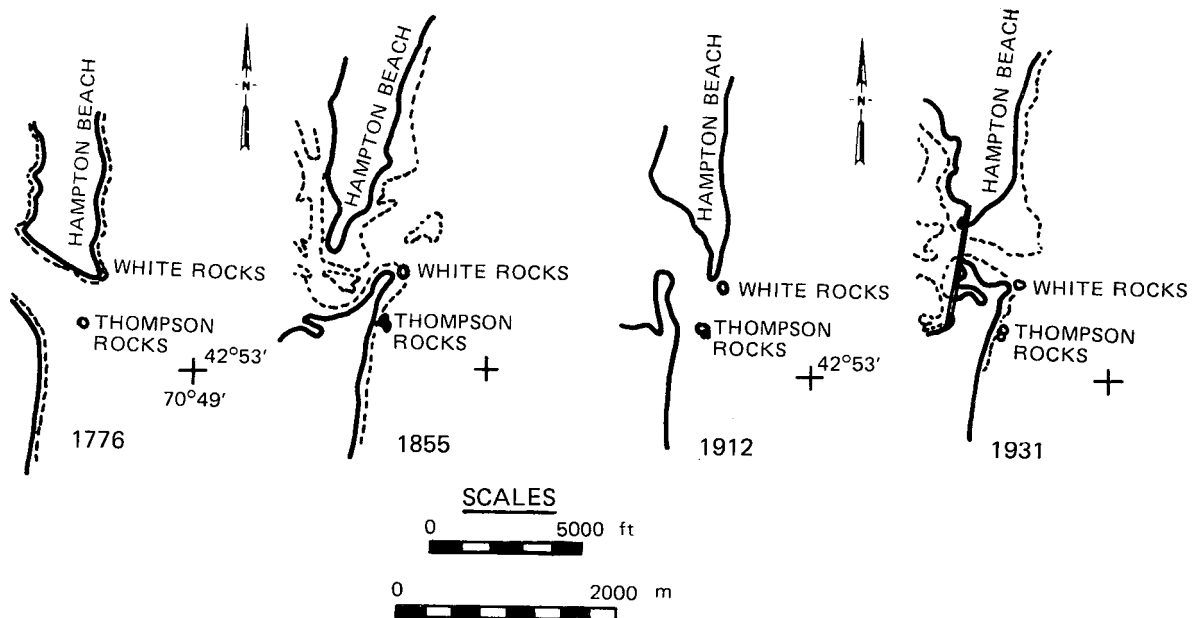 HAMPTON BEACH
N
WHITE ROCKS
THOMPSON
ROCKS
42°53'
70°49'
1776
HAMPTON BEACH
WHITE ROCKS
THOMPSON
ROCKS
1855
HAMPTON BEACH
N
WHITE ROCKS
THOMPSON
ROCKS
42°53'
1912
HAMPTON BEACH
WHITE ROCKS
THOMPSON
ROCKS
1931
SCALES
0 5000 ft
0 2000 m